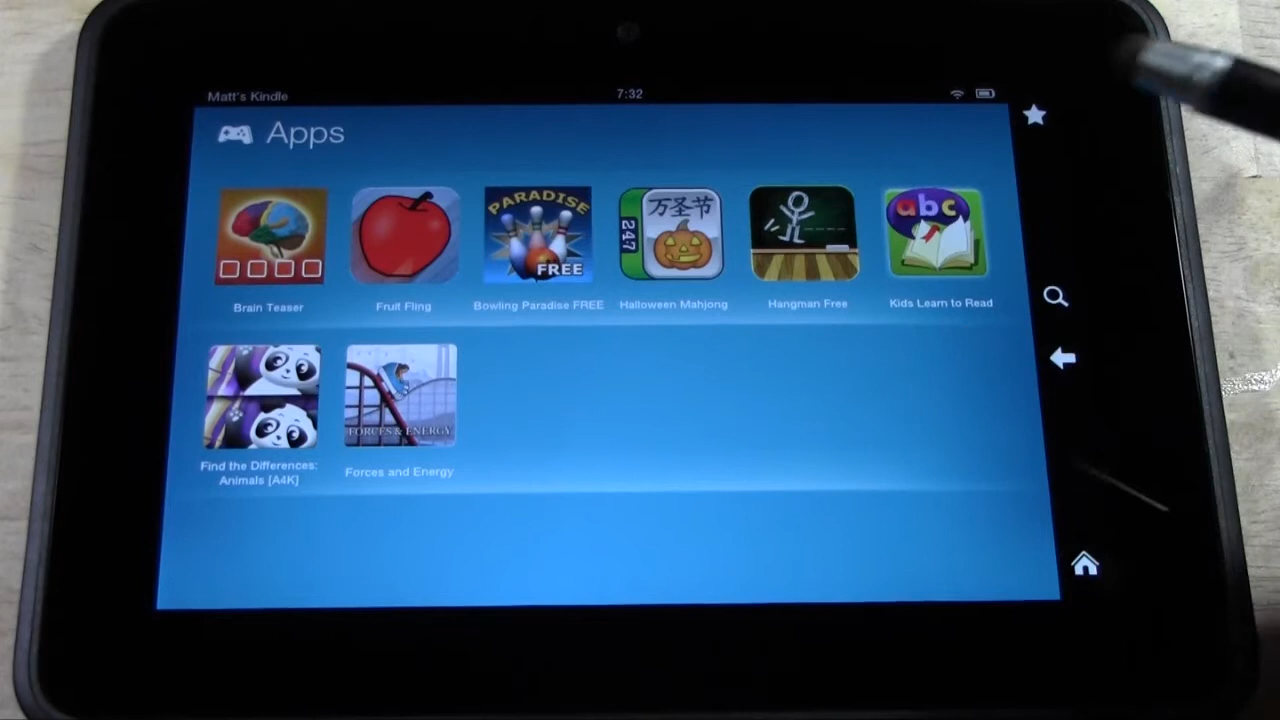 Matt's Kindle
7:32
Apps
PARADISE
FREE
247
万圣节
abc
Brain Teaser
Fruit Fling
Bowling Paradise FREE
Halloween Mahjong
Hangman Free
Kids Learn to Read
FORCES & ENERGY
Find the Differences:
Animals [A4K]
Forces and Energy